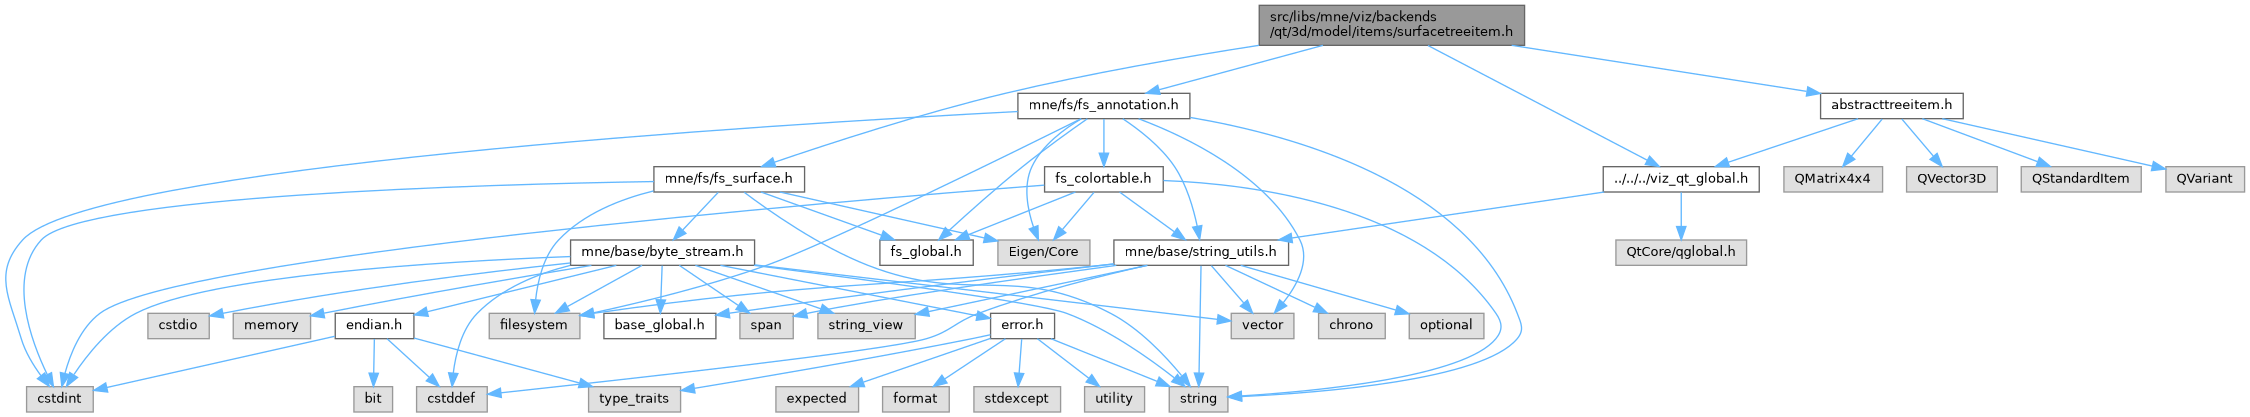 src/libs/mne/viz/backends
/qt/3d/model/items/surfacetreeitem.h
mne/fs/fs_annotation.h
abstracttreeitem.h
mne/fs/fs_surface.h
fs_colortable.h
../../../viz_qt_global.h
QMatrix4x4
QVector3D
QStandardItem
QVariant
mne/base/byte_stream.h
fs_global.h
Eigen/Core
mne/base/string_utils.h
QtCore/qglobal.h
cstdio
memory
endian.h
filesystem
base_global.h
span
string_view
error.h
vector
chrono
optional
cstdint
bit
cstddef
type_traits
expected
format
stdexcept
utility
string